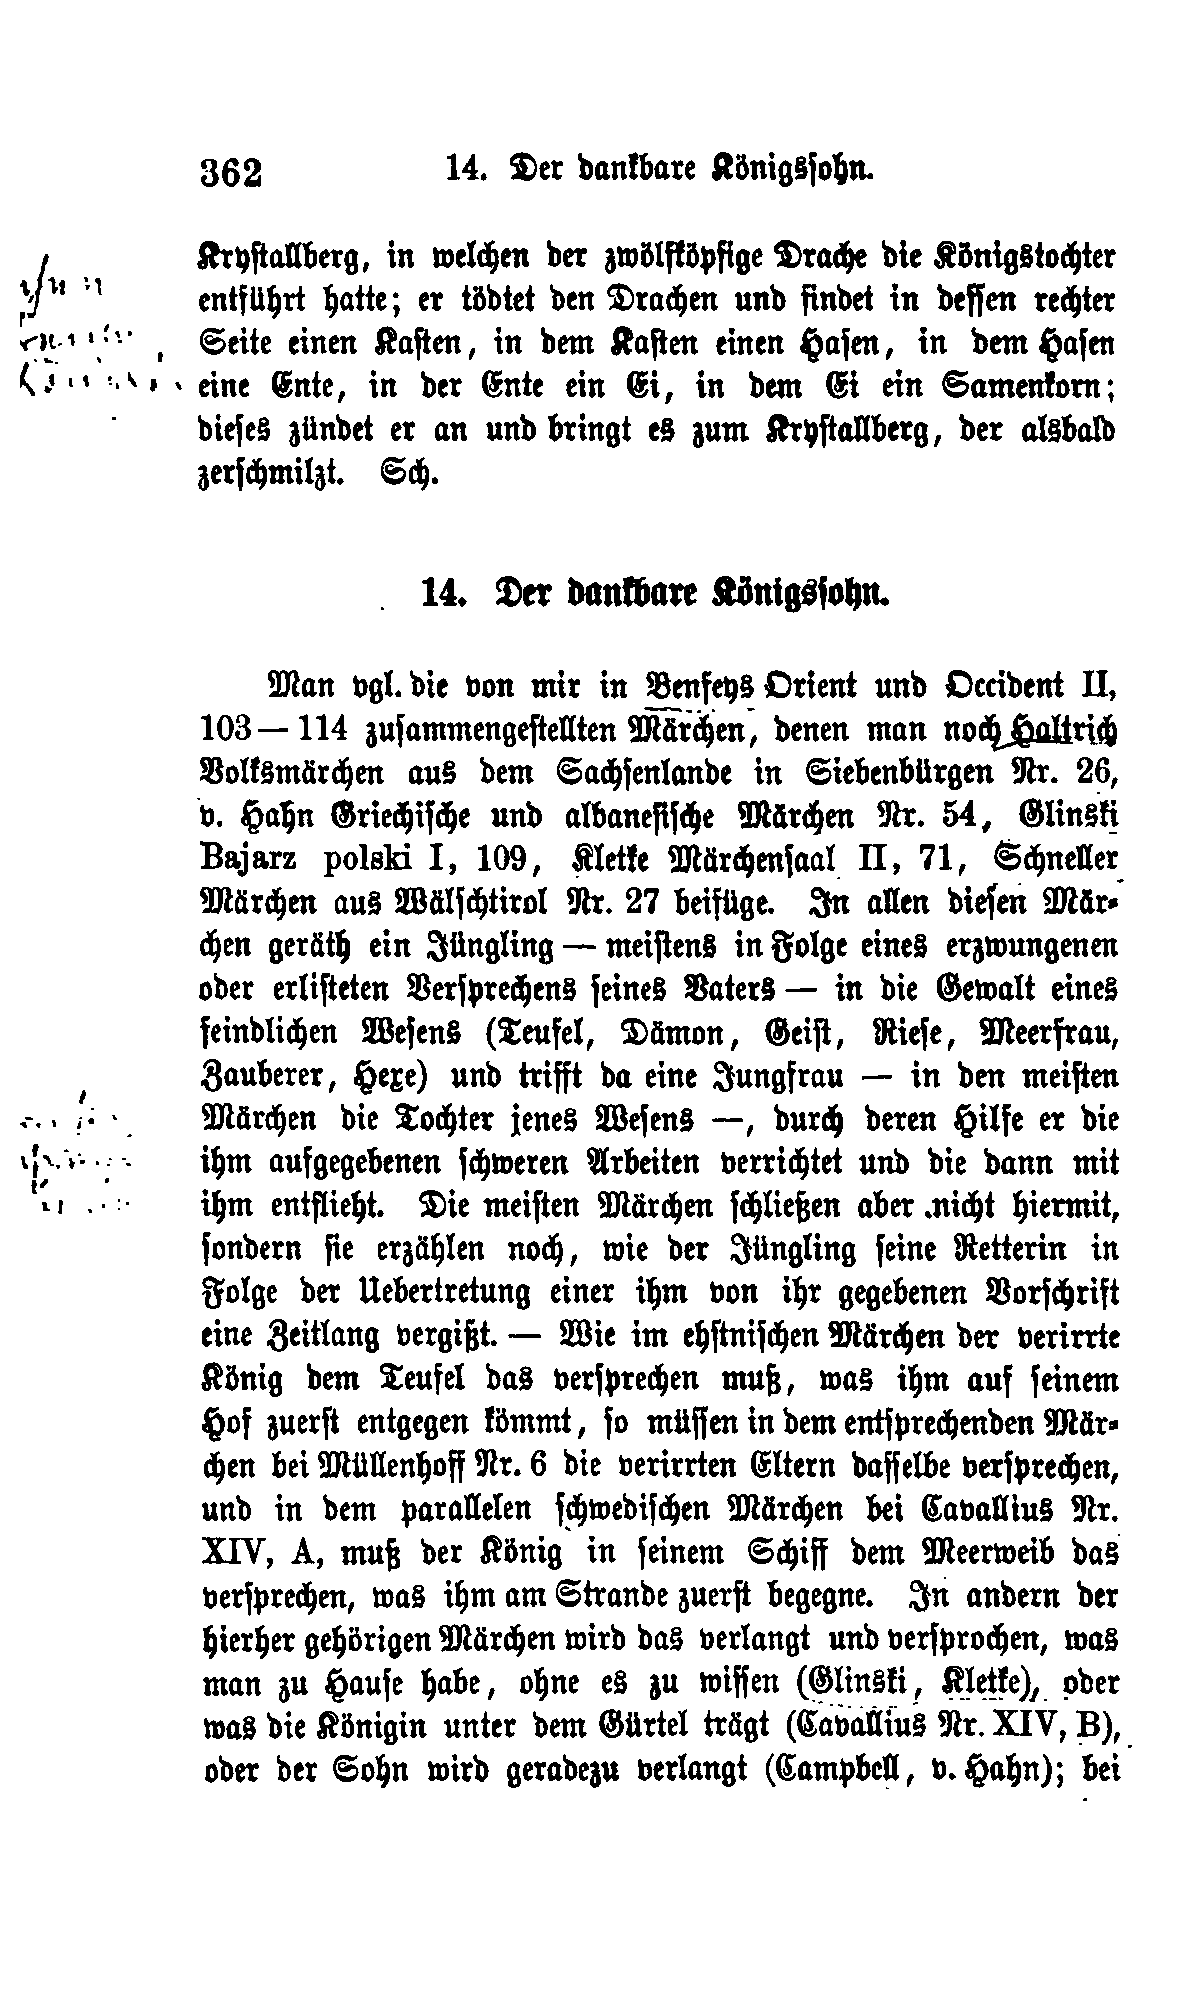 362 14. Der dankbare Königssohn.
Krystallberg, in welchen der zwölfköpfige Drache die Königstochter
entführt hatte; er tödtet den Drachen und findet in dessen rechter
Seite einen Kasten, in dem Kasten einen Hasen, in dem Hasen
eine Ente, in der Ente ein Ei, in dem Ei ein Samenkorn;
dieses zündet er an und bringt es zum Krystallberg, der alsbald
zerschmilzt. Sch.
14. Der dankbare Königssohn.
Man vgl. die von mir in Benfeys Orient und Occident II,
103—114 zusammengestellten Märchen, denen man noch Haltrich
Volksmärchen aus dem Sachsenlande in Siebenbürgen Nr. 26,
v. Hahn Griechische und albanesische Märchen Nr. 54, Glinski
Bajarz polski I, 109, Kletke Märchensaal II, 71, Schneller
Märchen aus Wälschtirol Nr. 27 beifüge. In allen diesen Mär-
chen geräth ein Jüngling — meistens in Folge eines erzwungenen
oder erlisteten Versprechens seines Vaters — in die Gewalt eines
feindlichen Wesens (Teufel, Dämon, Geist, Riese, Meerfrau,
Zauberer, Hexe) und trifft da eine Jungfrau — in den meisten
Märchen die Tochter jenes Wesens —, durch deren Hilfe er die
ihm aufgegebenen schweren Arbeiten verrichtet und die dann mit
ihm entflieht. Die meisten Märchen schließen aber nicht hiermit,
sondern sie erzählen noch, wie der Jüngling seine Retterin in
Folge der Uebertretung einer ihm von ihr gegebenen Vorschrift
eine Zeitlang vergißt. — Wie im ehstnischen Märchen der verirrte
König dem Teufel das versprechen muß, was ihm auf seinem
Hof zuerst entgegen kömmt, so müssen in dem entsprechenden Mär-
chen bei Müllenhoff Nr. 6 die verirrten Eltern dasselbe versprechen,
und in dem parallelen schwedischen Märchen bei Cavallius Nr.
XIV, A, muß der König in seinem Schiff dem Meerweib das
versprechen, was ihm am Strande zuerst begegne. In andern der
hierher gehörigen Märchen wird das verlangt und versprochen, was
man zu Hause habe, ohne es zu wissen (Glinski, Kletke), oder
was die Königin unter dem Gürtel trägt (Cavallius Nr. XIV, B),
oder der Sohn wird geradezu verlangt (Campbell, v. Hahn); bei